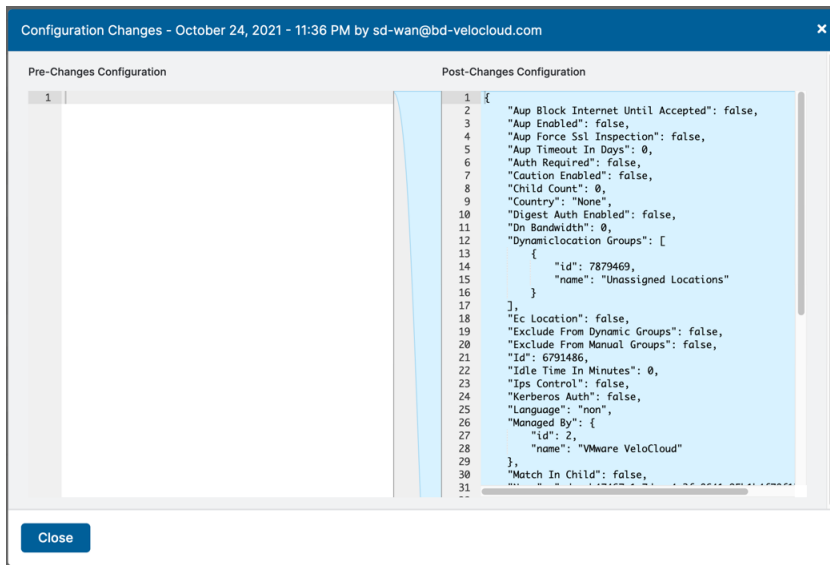 Configuration Changes - October 24, 2021 - 11:36 PM by sd-wan@bd-velocloud.com
×
Pre-Changes Configuration
Post-Changes Configuration
1
1 {
2 "Aup Block Internet Until Accepted": false,
3 "Aup Enabled": false,
4 "Aup Force Ssl Inspection": false,
5 "Aup Timeout In Days": 0,
6 "Auth Required": false,
7 "Caution Enabled": false,
8 "Child Count": 0,
9 "Country": "None",
10 "Digest Auth Enabled": false,
11 "Dn Bandwidth": 0,
12 "Dynamiclocation Groups": [
13 {
14 "id": 7879469,
15 "name": "Unassigned Locations"
16 }
17 ],
18 "Ec Location": false,
19 "Exclude From Dynamic Groups": false,
20 "Exclude From Manual Groups": false,
21 "Id": 6791486,
22 "Idle Time In Minutes": 0,
23 "Ips Control": false,
24 "Kerberos Auth": false,
25 "Language": "non",
26 "Managed By": {
27 "id": 2,
28 "name": "VMware VeloCloud"
29 },
30 "Match In Child": false,
31
Close